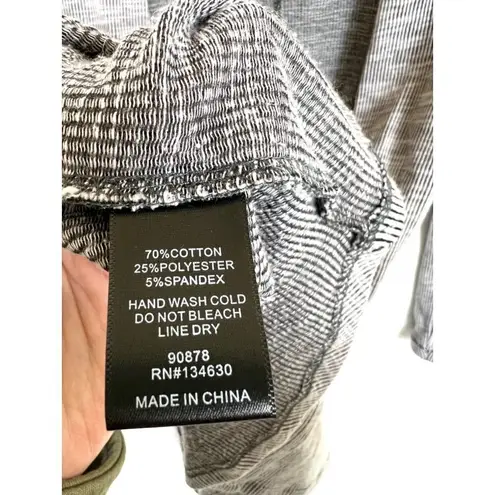 70%COTTON
25%POLYESTER
5%SPANDEX
HAND WASH COLD
DO NOT BLEACH
LINE DRY
90878
RN#134630
MADE IN CHINA